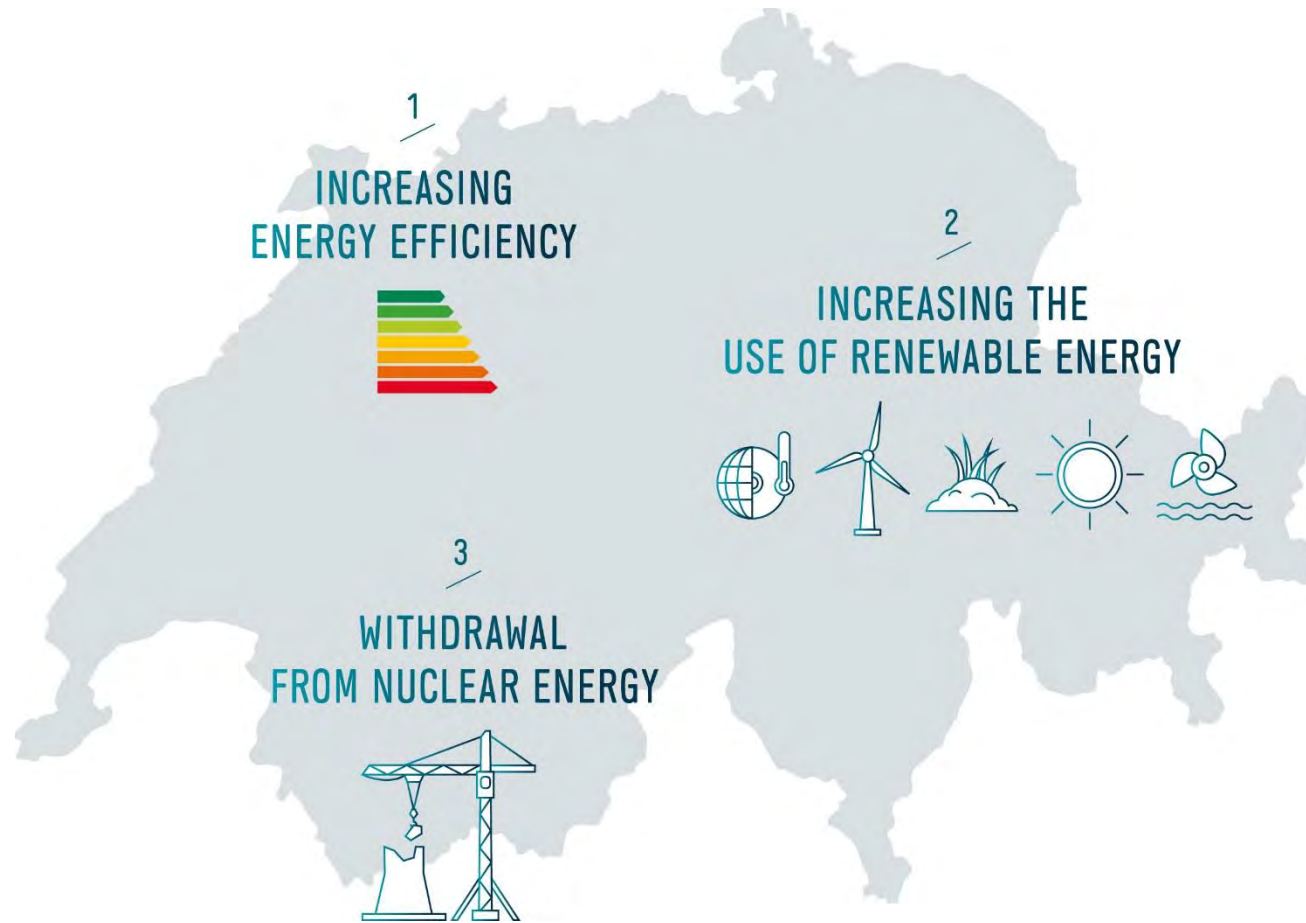 1
INCREASING
ENERGY EFFICIENCY
2
INCREASING THE
USE OF RENEWABLE ENERGY
3
WITHDRAWAL
FROM NUCLEAR ENERGY